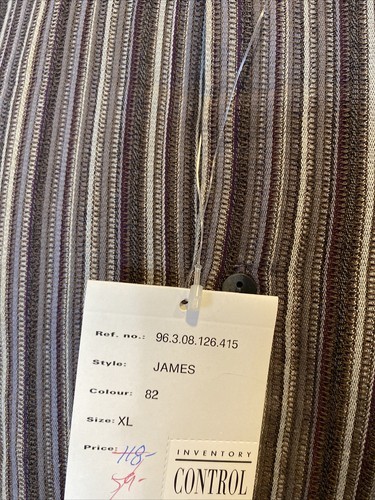 Ref. no.: 96.3.08.126.415
Style: JAMES
Colour: 82
Size: XL
Price: 118-
59-
INVENTORY
CONTROL